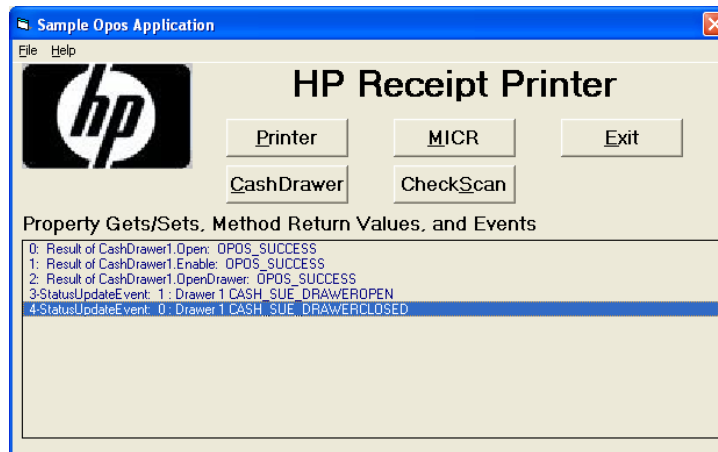 Sample Opos Application
File Help
hp
HP Receipt Printer
Printer MICR Exit
CashDrawer CheckScan
Property Gets/Sets, Method Return Values, and Events
0: Result of CashDrawer1.Open: OPOS_SUCCESS
1: Result of CashDrawer1.Enable: OPOS_SUCCESS
2: Result of CashDrawer1.OpenDrawer: OPOS_SUCCESS
3-StatusUpdateEvent: 1 : Drawer 1 CASH_SUE_DRAWEROPEN
4-StatusUpdateEvent: 0 : Drawer 1 CASH_SUE_DRAWERCLOSED